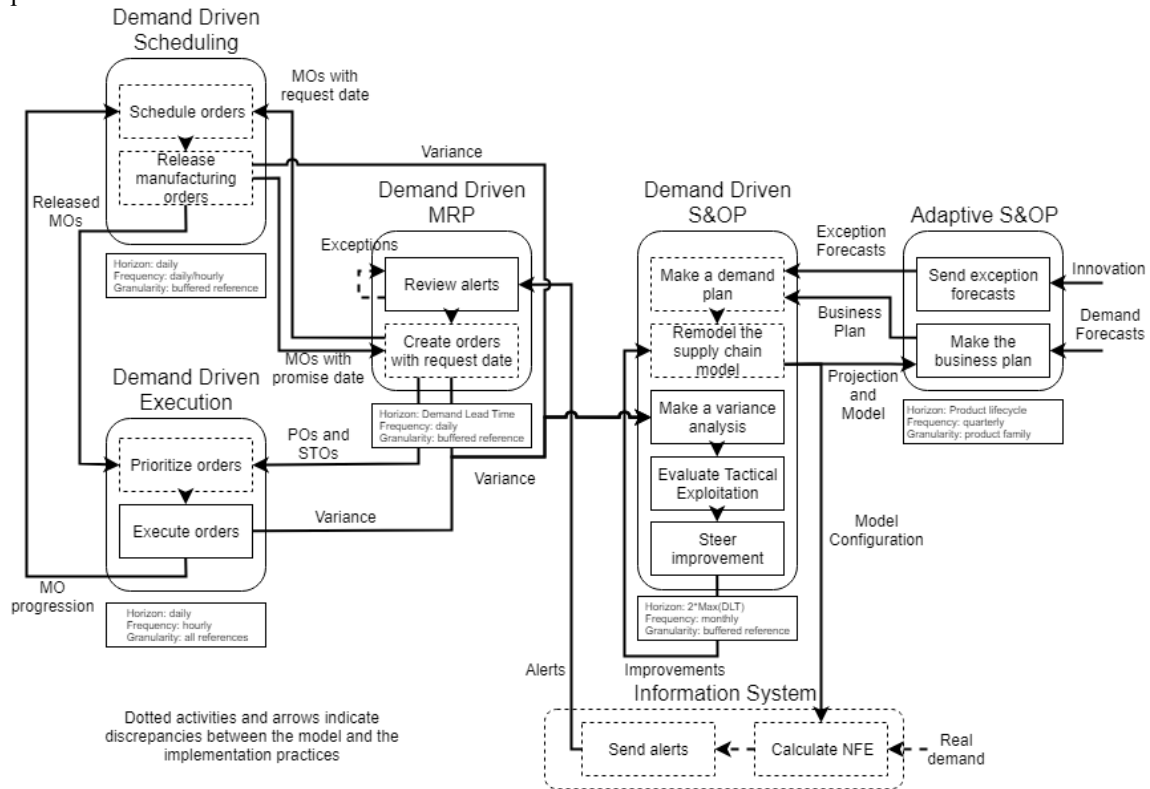 Demand Driven
Scheduling
MOs with
request date
Schedule orders
Release
manufacturing
orders
Variance
Released
MOs
Horizon: daily
Frequency: daily/hourly
Granularity: buffered reference
Demand Driven
MRP
Exceptions
Review alerts
Create orders
with request date
MOs with
promise date
Horizon: Demand Lead Time
Frequency: daily
Granularity: buffered reference
Demand Driven
S&OP
Make a demand
plan
Remodel the
supply chain
model
Make a variance
analysis
Evaluate Tactical
Exploitation
Steer
improvement
Horizon: 2*Max(DLT)
Frequency: monthly
Granularity: buffered reference
Adaptive S&OP
Exception
Forecasts
Send exception
forecasts
Innovation
Business
Plan
Make the
business plan
Demand
Forecasts
Projection
and
Model
Horizon: Product lifecycle
Frequency: quarterly
Granularity: product family
Demand Driven
Execution
POs and
STOs
Prioritize orders
Variance
Execute orders
Variance
MO
progression
Horizon: daily
Frequency: hourly
Granularity: all references
Model
Configuration
Alerts
Improvements
Information System
Send alerts
Calculate NFE
Real
demand
Dotted activities and arrows indicate
discrepancies between the model and the
implementation practices